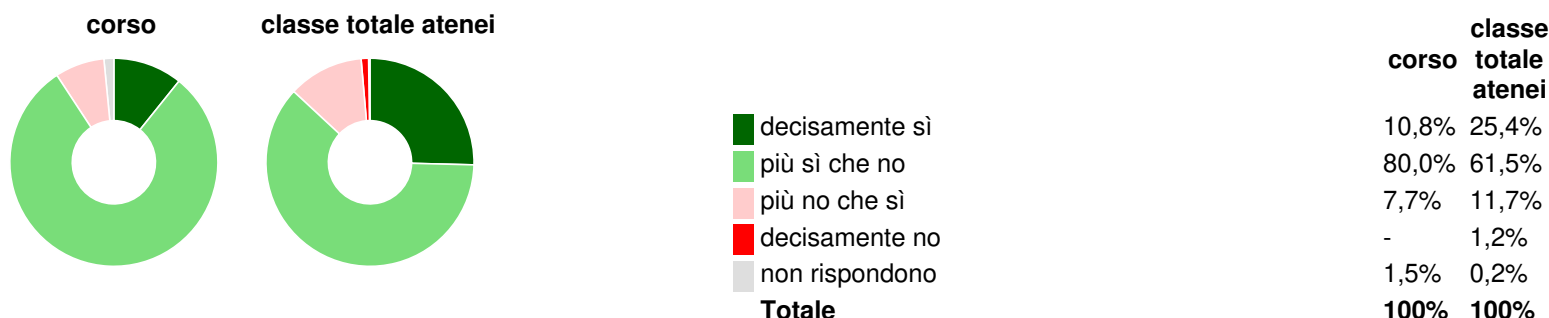 corso classe totale atenei
corso classe totale atenei
decisamente sì 10,8% 25,4%
più sì che no 80,0% 61,5%
più no che sì 7,7% 11,7%
decisamente no - 1,2%
non rispondono 1,5% 0,2%
Totale 100% 100%